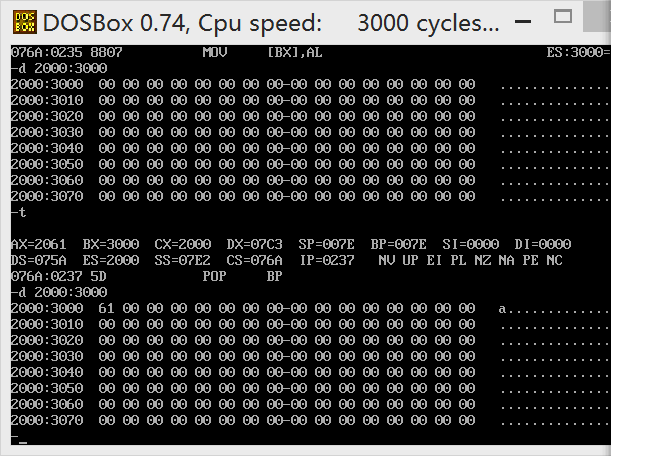 DOS BOX DOSBox 0.74, Cpu speed: 3000 cycles...
076A:0235 8807 MOV [BX],AL ES:3000=
-d 2000:3000
2000:3000 00 00 00 00 00 00 00 00-00 00 00 00 00 00 00 00 ...............
2000:3010 00 00 00 00 00 00 00 00-00 00 00 00 00 00 00 00 ...............
2000:3020 00 00 00 00 00 00 00 00-00 00 00 00 00 00 00 00 ...............
2000:3030 00 00 00 00 00 00 00 00-00 00 00 00 00 00 00 00 ...............
2000:3040 00 00 00 00 00 00 00 00-00 00 00 00 00 00 00 00 ...............
2000:3050 00 00 00 00 00 00 00 00-00 00 00 00 00 00 00 00 ...............
2000:3060 00 00 00 00 00 00 00 00-00 00 00 00 00 00 00 00 ...............
2000:3070 00 00 00 00 00 00 00 00-00 00 00 00 00 00 00 00 ...............
-t
AX=2061 BX=3000 CX=2000 DX=07C3 SP=007E BP=007E SI=0000 DI=0000
DS=075A ES=2000 SS=07E2 CS=076A IP=0237 NV UP EI PL NZ NA PE NC
076A:0237 5D POP BP
-d 2000:3000
2000:3000 61 00 00 00 00 00 00 00-00 00 00 00 00 00 00 00 a..............
2000:3010 00 00 00 00 00 00 00 00-00 00 00 00 00 00 00 00 ...............
2000:3020 00 00 00 00 00 00 00 00-00 00 00 00 00 00 00 00 ...............
2000:3030 00 00 00 00 00 00 00 00-00 00 00 00 00 00 00 00 ...............
2000:3040 00 00 00 00 00 00 00 00-00 00 00 00 00 00 00 00 ...............
2000:3050 00 00 00 00 00 00 00 00-00 00 00 00 00 00 00 00 ...............
2000:3060 00 00 00 00 00 00 00 00-00 00 00 00 00 00 00 00 ...............
2000:3070 00 00 00 00 00 00 00 00-00 00 00 00 00 00 00 00 ...............
-_